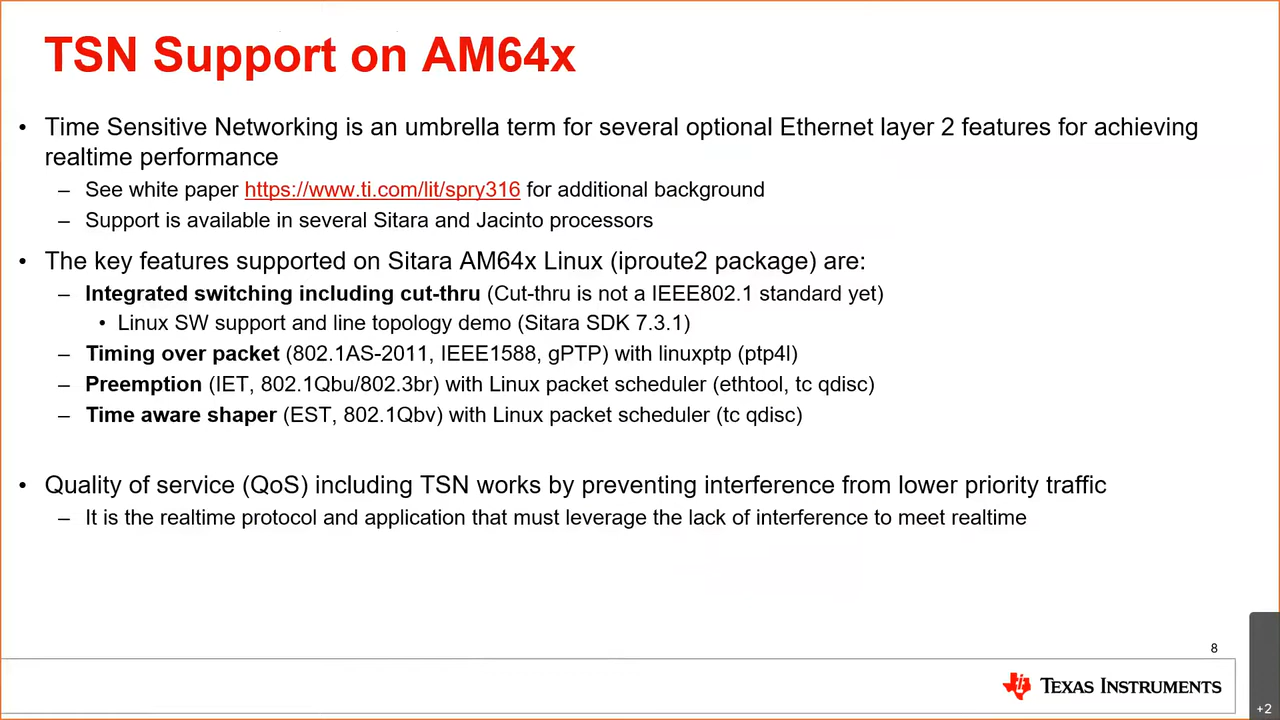 TSN Support on AM64x
• Time Sensitive Networking is an umbrella term for several optional Ethernet layer 2 features for achieving
realtime performance
– See white paper https://www.ti.com/lit/spry316 for additional background
– Support is available in several Sitara and Jacinto processors
• The key features supported on Sitara AM64x Linux (iproute2 package) are:
– Integrated switching including cut-thru (Cut-thru is not a IEEE802.1 standard yet)
• Linux SW support and line topology demo (Sitara SDK 7.3.1)
– Timing over packet (802.1AS-2011, IEEE1588, gPTP) with linuxptp (ptp4l)
– Preemption (IET, 802.1Qbu/802.3br) with Linux packet scheduler (ethtool, tc qdisc)
– Time aware shaper (EST, 802.1Qbv) with Linux packet scheduler (tc qdisc)
• Quality of service (QoS) including TSN works by preventing interference from lower priority traffic
– It is the realtime protocol and application that must leverage the lack of interference to meet realtime
8
TEXAS INSTRUMENTS
+2